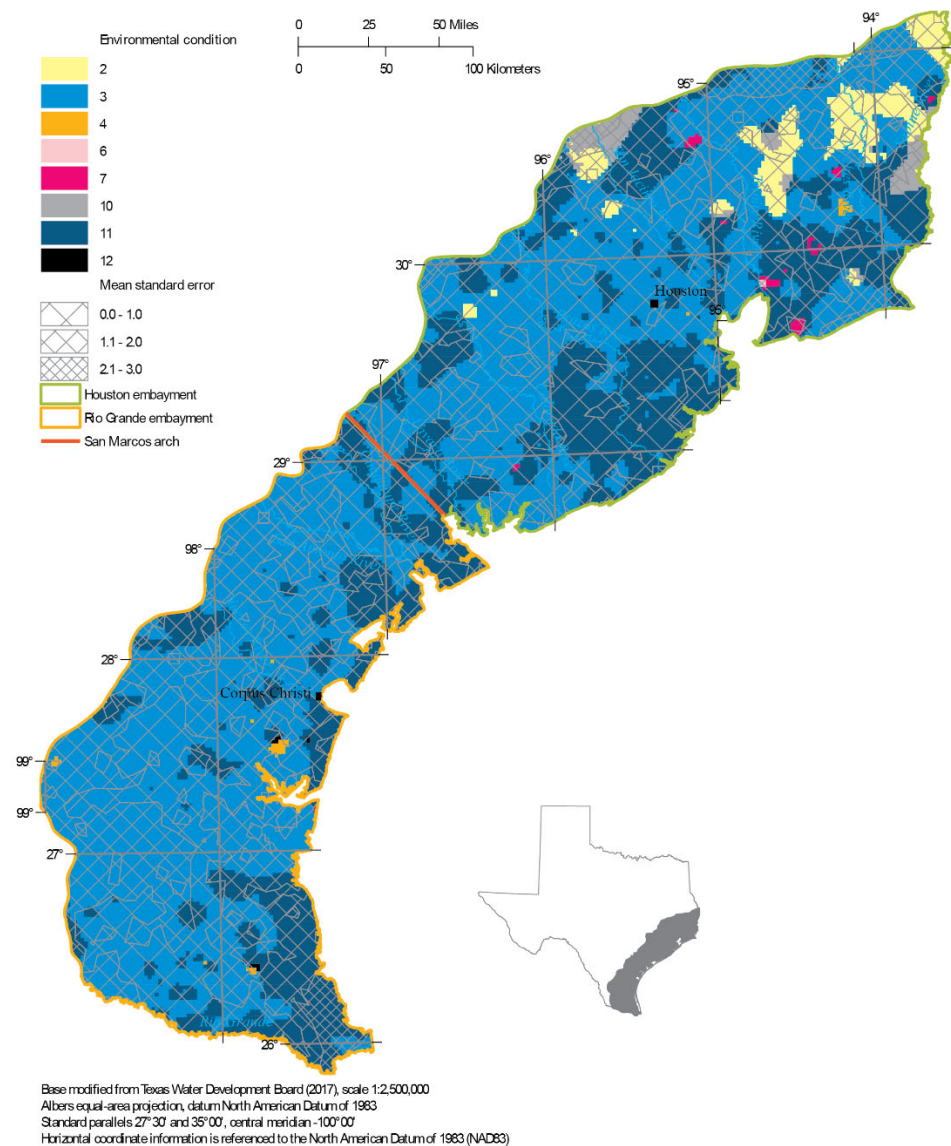 Environmental condition
2
3
4
6
7
10
11
12
Mean standard error
0.0 - 1.0
1.1 - 2.0
2.1 - 3.0
Houston embayment
Rio Grande embayment
San Marcos arch
0 25 50 Miles
0 50 100 Kilometers
94°
95°
96°
30°
Houston
95°
97°
29°
98°
28°
Corpus Christi
99°
99°
27°
Rio Grande
26°
Base modified from Texas Water Development Board (2017), scale 1:2,500,000
Albers equal-area projection, datum North American Datum of 1983
Standard parallels 27°30' and 35°00', central meridian -100°00'
Horizontal coordinate information is referenced to the North American Datum of 1983 (NAD83)